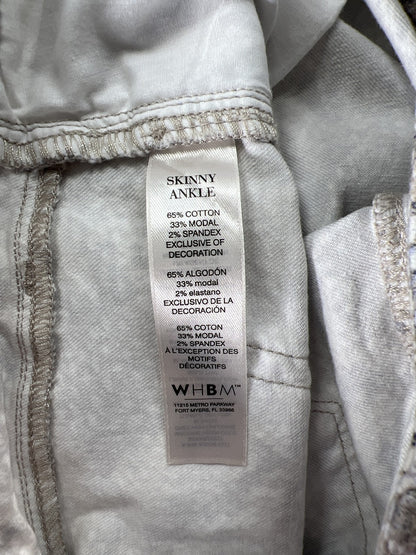 SKINNY
ANKLE
65% COTTON
33% MODAL
2% SPANDEX
EXCLUSIVE OF
DECORATION
65% ALGODÓN
33% modal
2% elastano
EXCLUSIVO DE LA
DECORACIÓN
65% COTON
33% MODAL
2% SPANDEX
A L'EXCEPTION DES
MOTIFS
DÉCORATIFS
WHBM™
11215 METRO PARKWAY
FORT MYERS, FL 33966